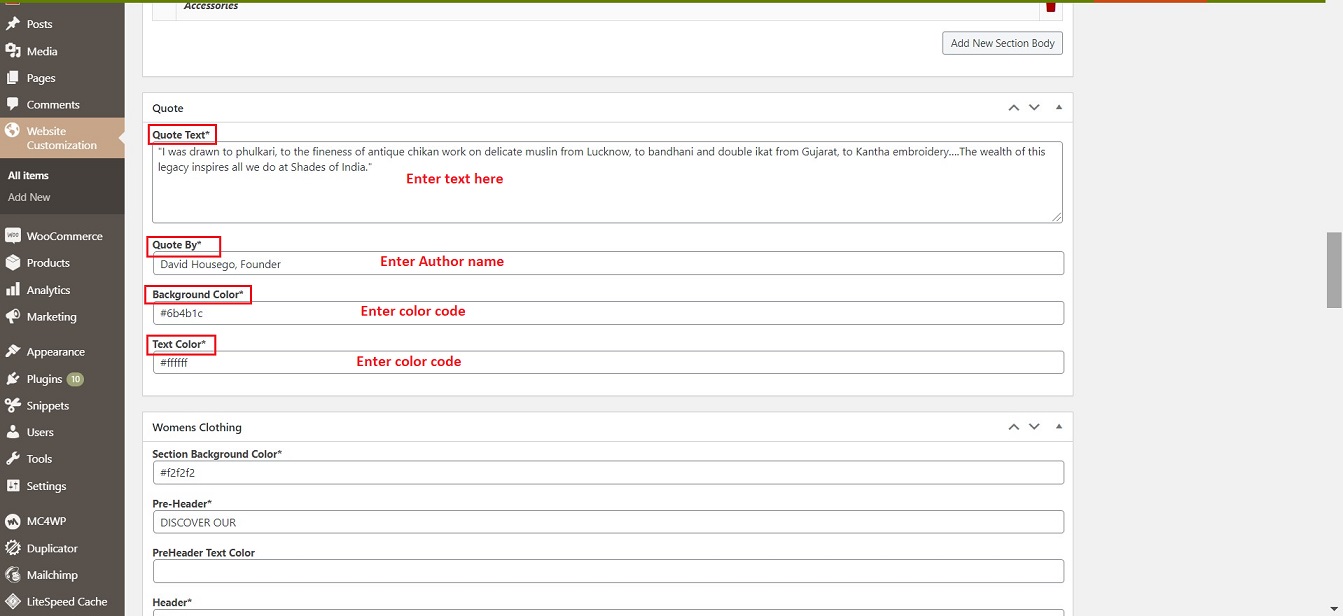 Accessories
Add New Section Body
Posts
Media
Pages
Comments
Website
Customization
All items
Add New
WooCommerce
Products
Analytics
Marketing
Appearance
Plugins 10
Snippets
Users
Tools
Settings
MC4WP
Duplicator
Mailchimp
LiteSpeed Cache
Quote
Quote Text*
"I was drawn to phulkari, to the fineness of antique chikan work on delicate muslin from Lucknow, to bandhani and double ikat from Gujarat, to Kantha embroidery....The wealth of this
legacy inspires all we do at Shades of India."
Enter text here
Quote By*
David Housego, Founder
Enter Author name
Background Color*
#6b4b1c
Enter color code
Text Color*
#ffffff
Enter color code
Womens Clothing
Section Background Color*
#f2f2f2
Pre-Header*
DISCOVER OUR
PreHeader Text Color
Header*